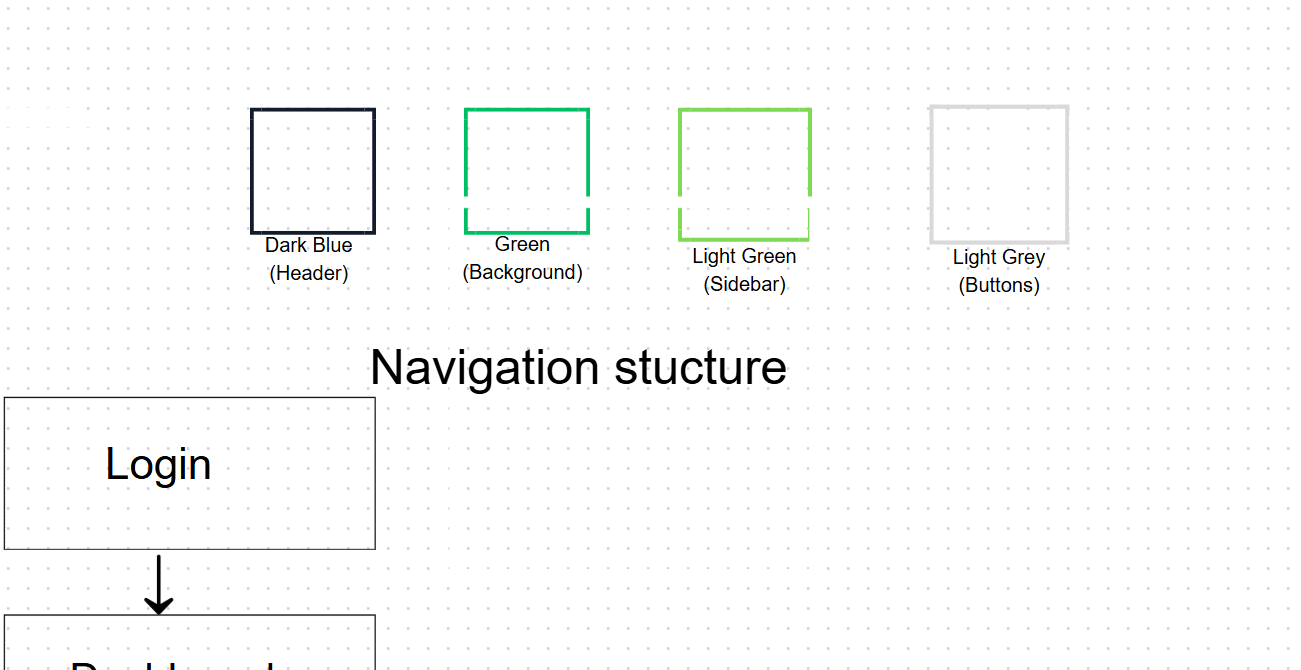 Dark Blue
(Header)
Green
(Background)
Light Green
(Sidebar)
Light Grey
(Buttons)
Navigation stucture
Login